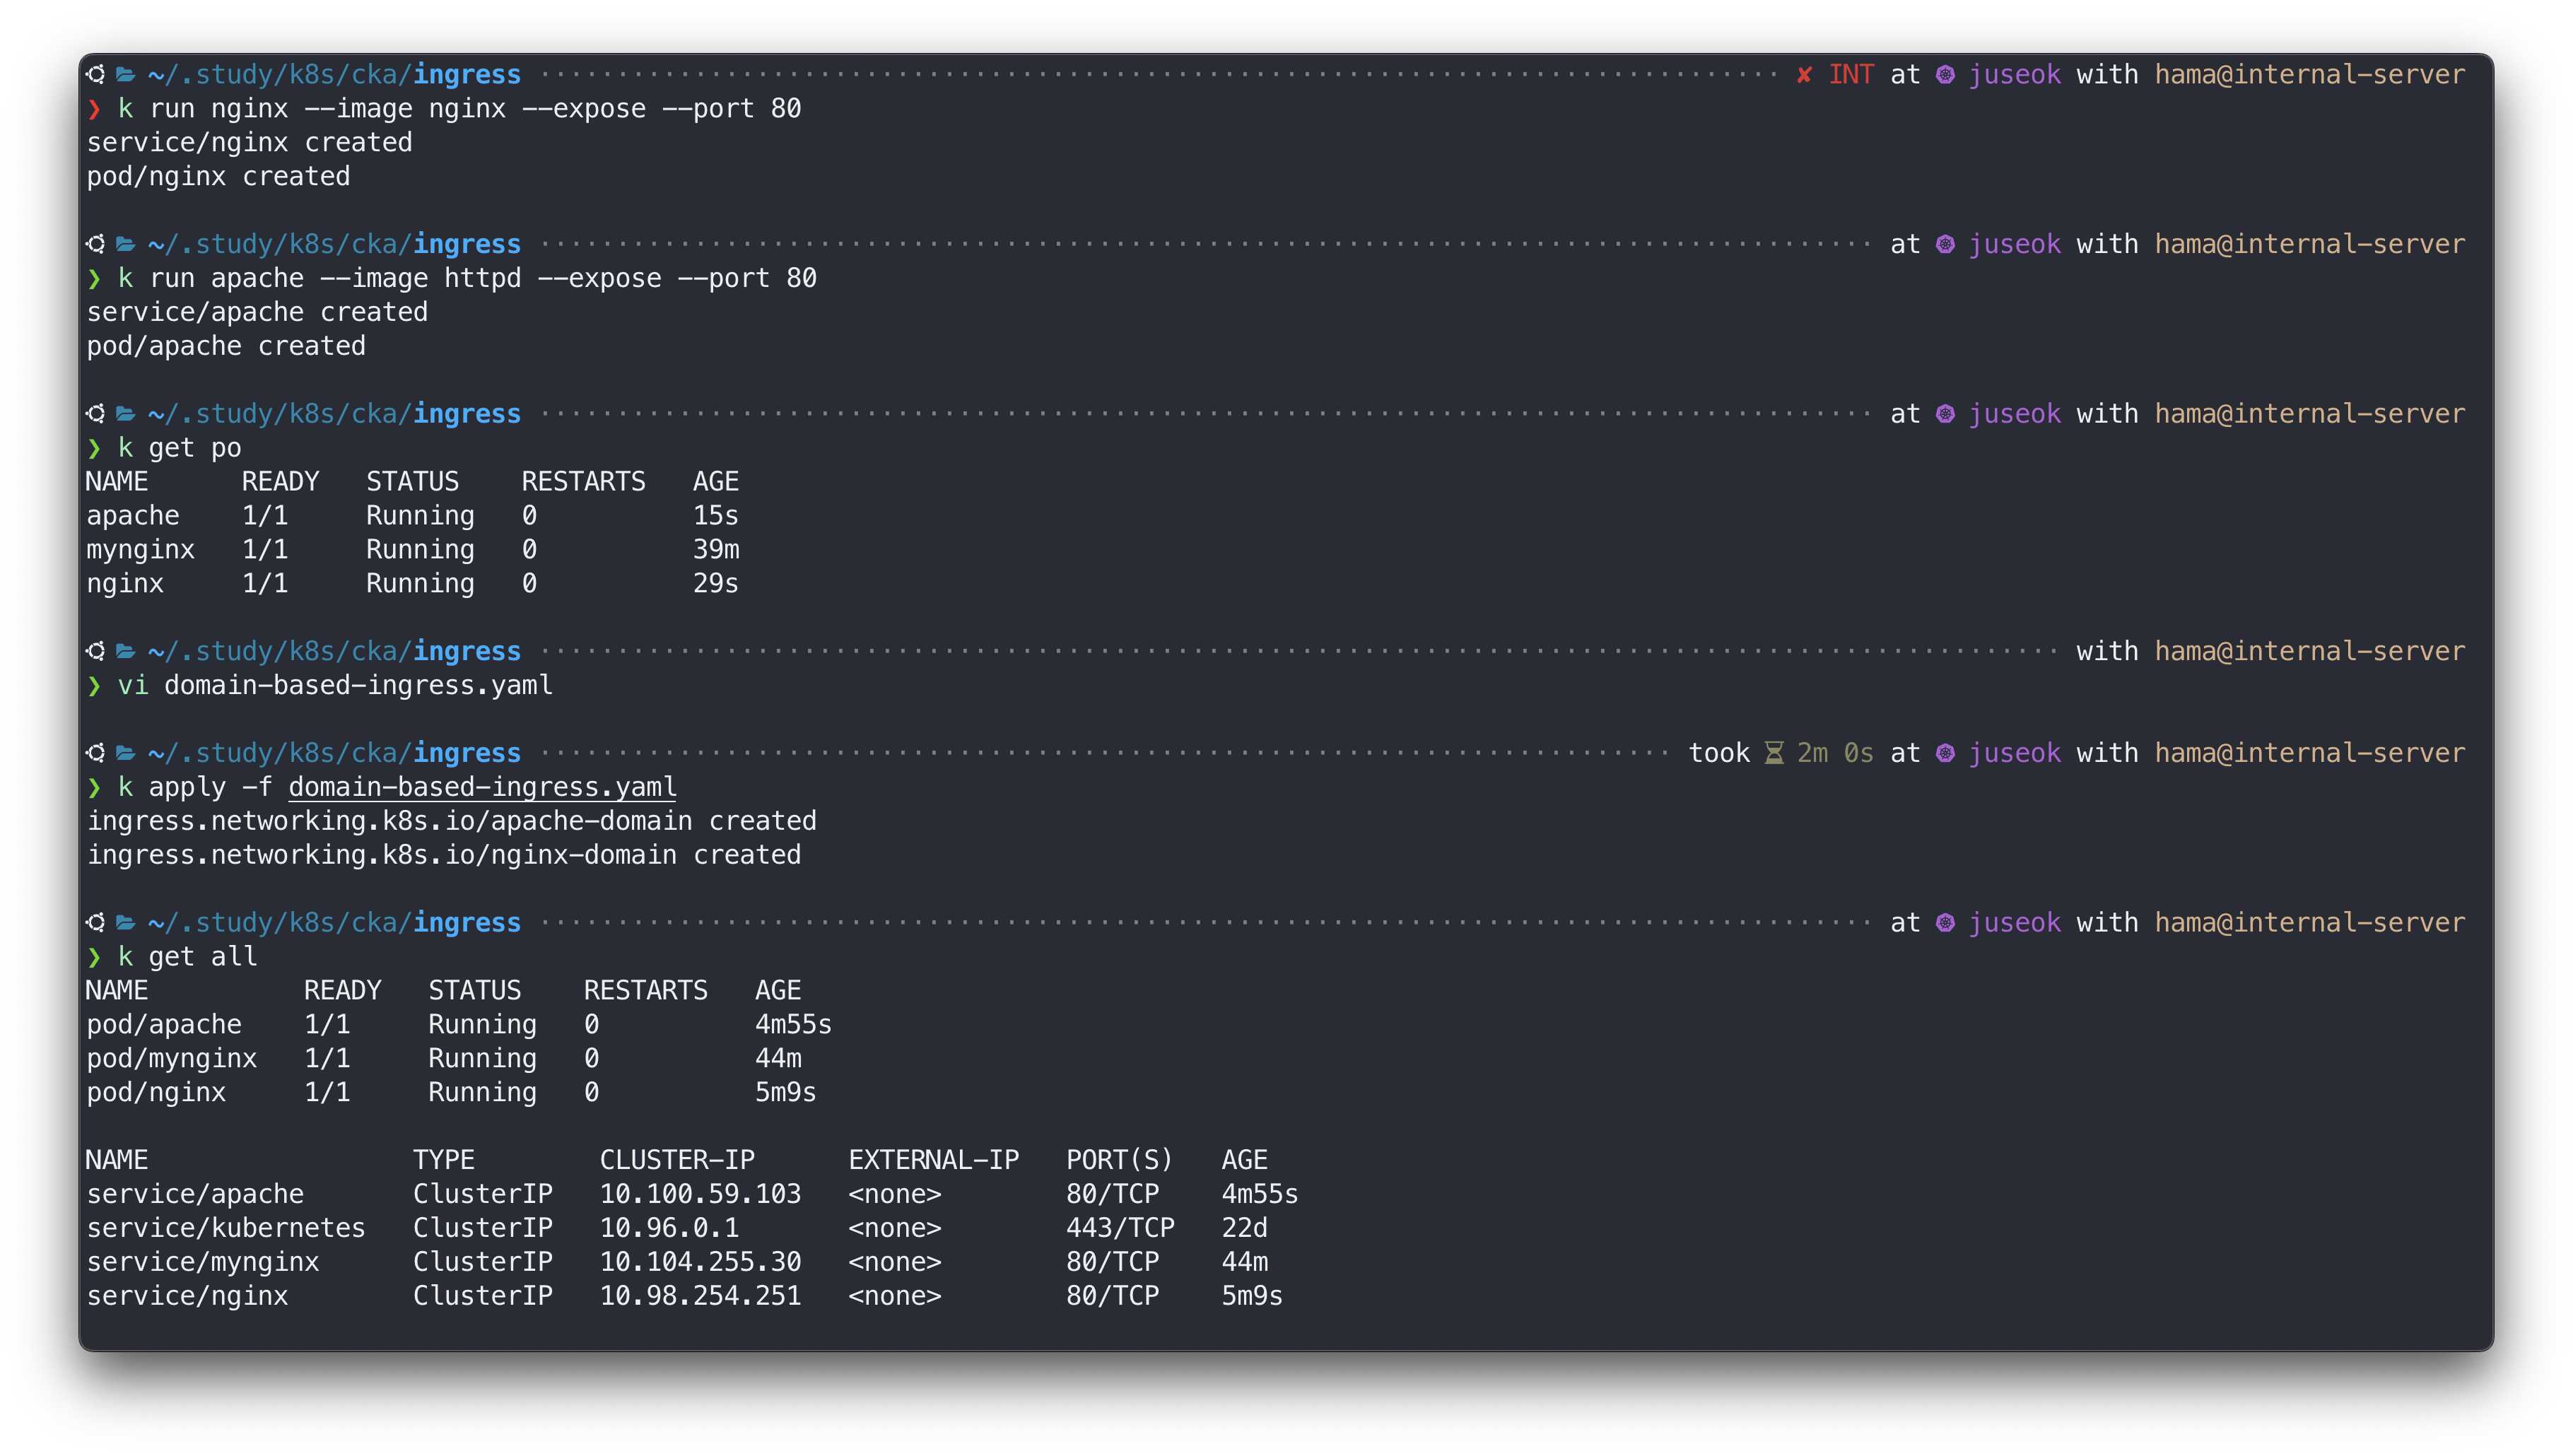 ~/.study/k8s/cka/ingress ✘ INT at juseok with hama@internal-server
❯ k run nginx --image nginx --expose --port 80
service/nginx created
pod/nginx created
~/.study/k8s/cka/ingress at juseok with hama@internal-server
❯ k run apache --image httpd --expose --port 80
service/apache created
pod/apache created
~/.study/k8s/cka/ingress at juseok with hama@internal-server
❯ k get po
NAME READY STATUS RESTARTS AGE
apache 1/1 Running 0 15s
mynginx 1/1 Running 0 39m
nginx 1/1 Running 0 29s
~/.study/k8s/cka/ingress with hama@internal-server
❯ vi domain-based-ingress.yaml
~/.study/k8s/cka/ingress took 2m 0s at juseok with hama@internal-server
❯ k apply -f domain-based-ingress.yaml
ingress.networking.k8s.io/apache-domain created
ingress.networking.k8s.io/nginx-domain created
~/.study/k8s/cka/ingress at juseok with hama@internal-server
❯ k get all
NAME READY STATUS RESTARTS AGE
pod/apache 1/1 Running 0 4m55s
pod/mynginx 1/1 Running 0 44m
pod/nginx 1/1 Running 0 5m9s
NAME TYPE CLUSTER-IP EXTERNAL-IP PORT(S) AGE
service/apache ClusterIP 10.100.59.103 <none> 80/TCP 4m55s
service/kubernetes ClusterIP 10.96.0.1 <none> 443/TCP 22d
service/mynginx ClusterIP 10.104.255.30 <none> 80/TCP 44m
service/nginx ClusterIP 10.98.254.251 <none> 80/TCP 5m9s